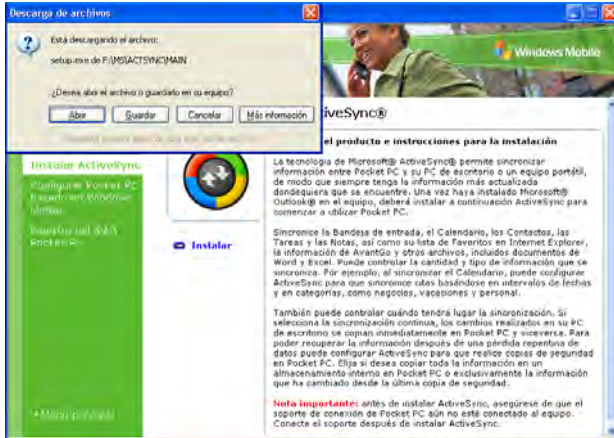 Descarga de archivos
Está descargando el archivo:
setup.exe de F:\MS\ACTSYNC\MAIN
¿Desea abrir el archivo o guardarlo en su equipo?
Abrir
Guardar
Cancelar
Más información
Windows Mobile
iveSync®
el producto e instrucciones para la instalación
Instalar ActiveSync
Configurar Pocket PC
basado en Windows
Mobile
Pocket PC
Instalar
La tecnología de Microsoft® ActiveSync® permite sincronizar
información entre Pocket PC y su PC de escritorio o un equipo portátil,
de modo que siempre tenga la información más actualizada
dondequiera que se encuentre. Una vez haya instalado Microsoft®
Outlook® en el equipo, deberá instalar a continuación ActiveSync para
comenzar a utilizar Pocket PC.
Sincronice la Bandeja de entrada, el Calendario, los Contactos, las
Tareas y las Notas, así como su lista de Favoritos en Internet Explorer,
la información de AvantGo y otros archivos, incluidos documentos de
Word y Excel. Puede controlar la cantidad y tipo de información que se
sincroniza. Por ejemplo, al sincronizar el Calendario, puede configurar
ActiveSync para que sincronice citas basándose en intervalos de fechas
y en categorías, como negocios, vacaciones y personal.
También puede controlar cuándo tendrá lugar la sincronización. Si
selecciona la sincronización continua, los cambios realizados en su PC
de escritorio se copian inmediatamente en Pocket PC y viceversa. Para
poder recuperar la información después de una pérdida repentina de
datos puede configurar ActiveSync para que realice copias de seguridad
en Pocket PC. Elija si desea copiar toda la información en un
almacenamiento interno en Pocket PC o exclusivamente la información
que ha cambiado desde la última copia de seguridad.
Nota importante: antes de instalar ActiveSync, asegúrese de que el
soporte de conexión de Pocket PC aún no esté conectado al equipo.
Conecte el soporte después de instalar ActiveSync.
Menú principal